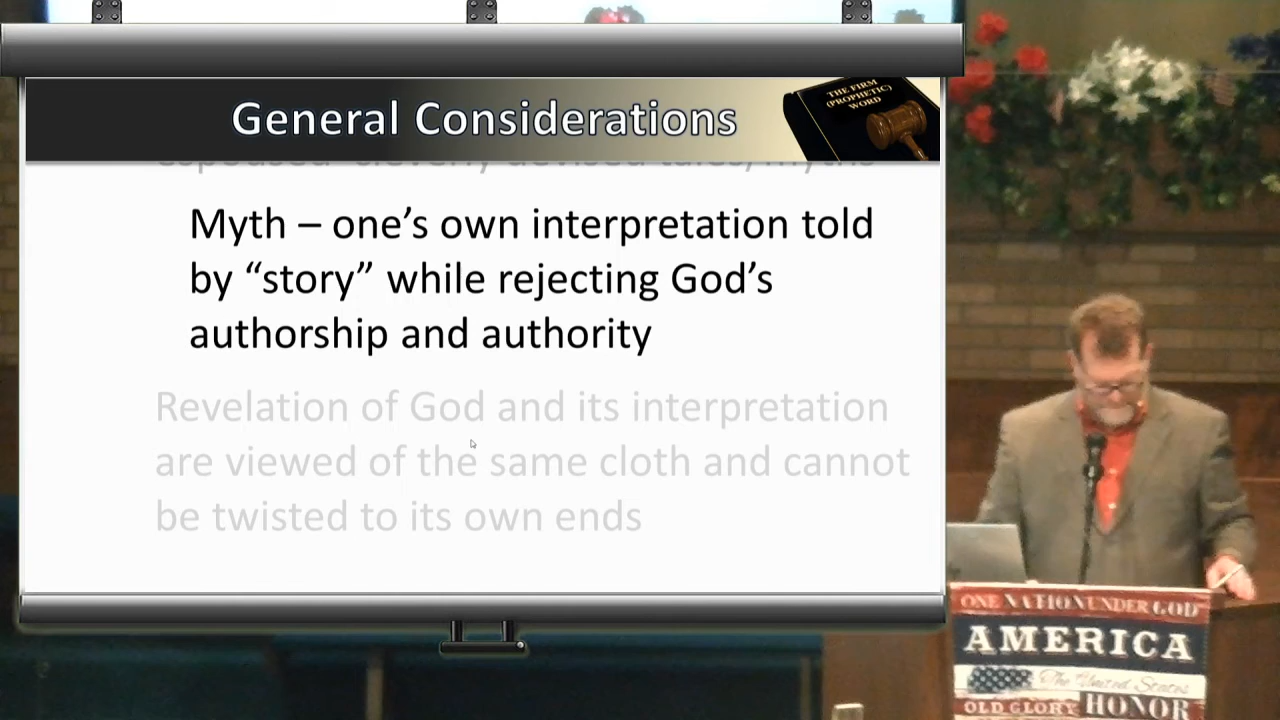 General Considerations
THE FIRM
(PROPHETIC)
WORD
Myth – one’s own interpretation told
by “story” while rejecting God’s
authorship and authority
Revelation of God and its interpretation
are viewed of the same cloth and cannot
be twisted to its own ends
ONE NATION UNDER GOD
AMERICA
The United States
OLD GLORY HONOR